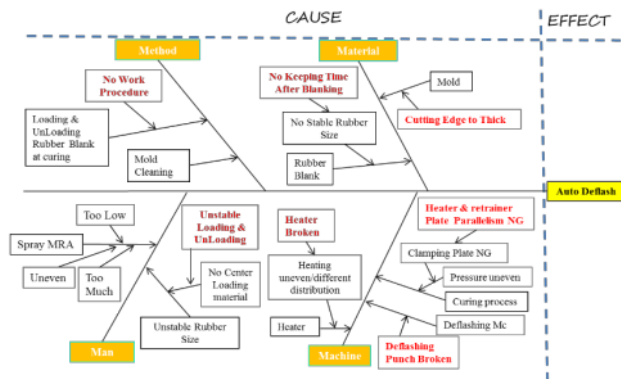 CAUSE
EFFECT
Method
Material
No Work
Procedure
No Keeping Time
After Blanking
Mold
Loading &
UnLoading
Rubber Blank
at curing
No Stable Rubber
Size
Cutting Edge to Thick
Mold
Cleaning
Rubber
Blank
Auto Deflash
Too Low
Unstable
Loading &
UnLoading
Heater
Broken
Heater & retrainer
Plate Parallelism NG
Spray MRA
Clamping Plate NG
Uneven
Too
Much
No Center
Loading
material
Heating
uneven/different
distribution
Pressure uneven
Curing process
Unstable Rubber
Size
Heater
Deflashing Mc
Man
Machine
Deflashing
Punch Broken